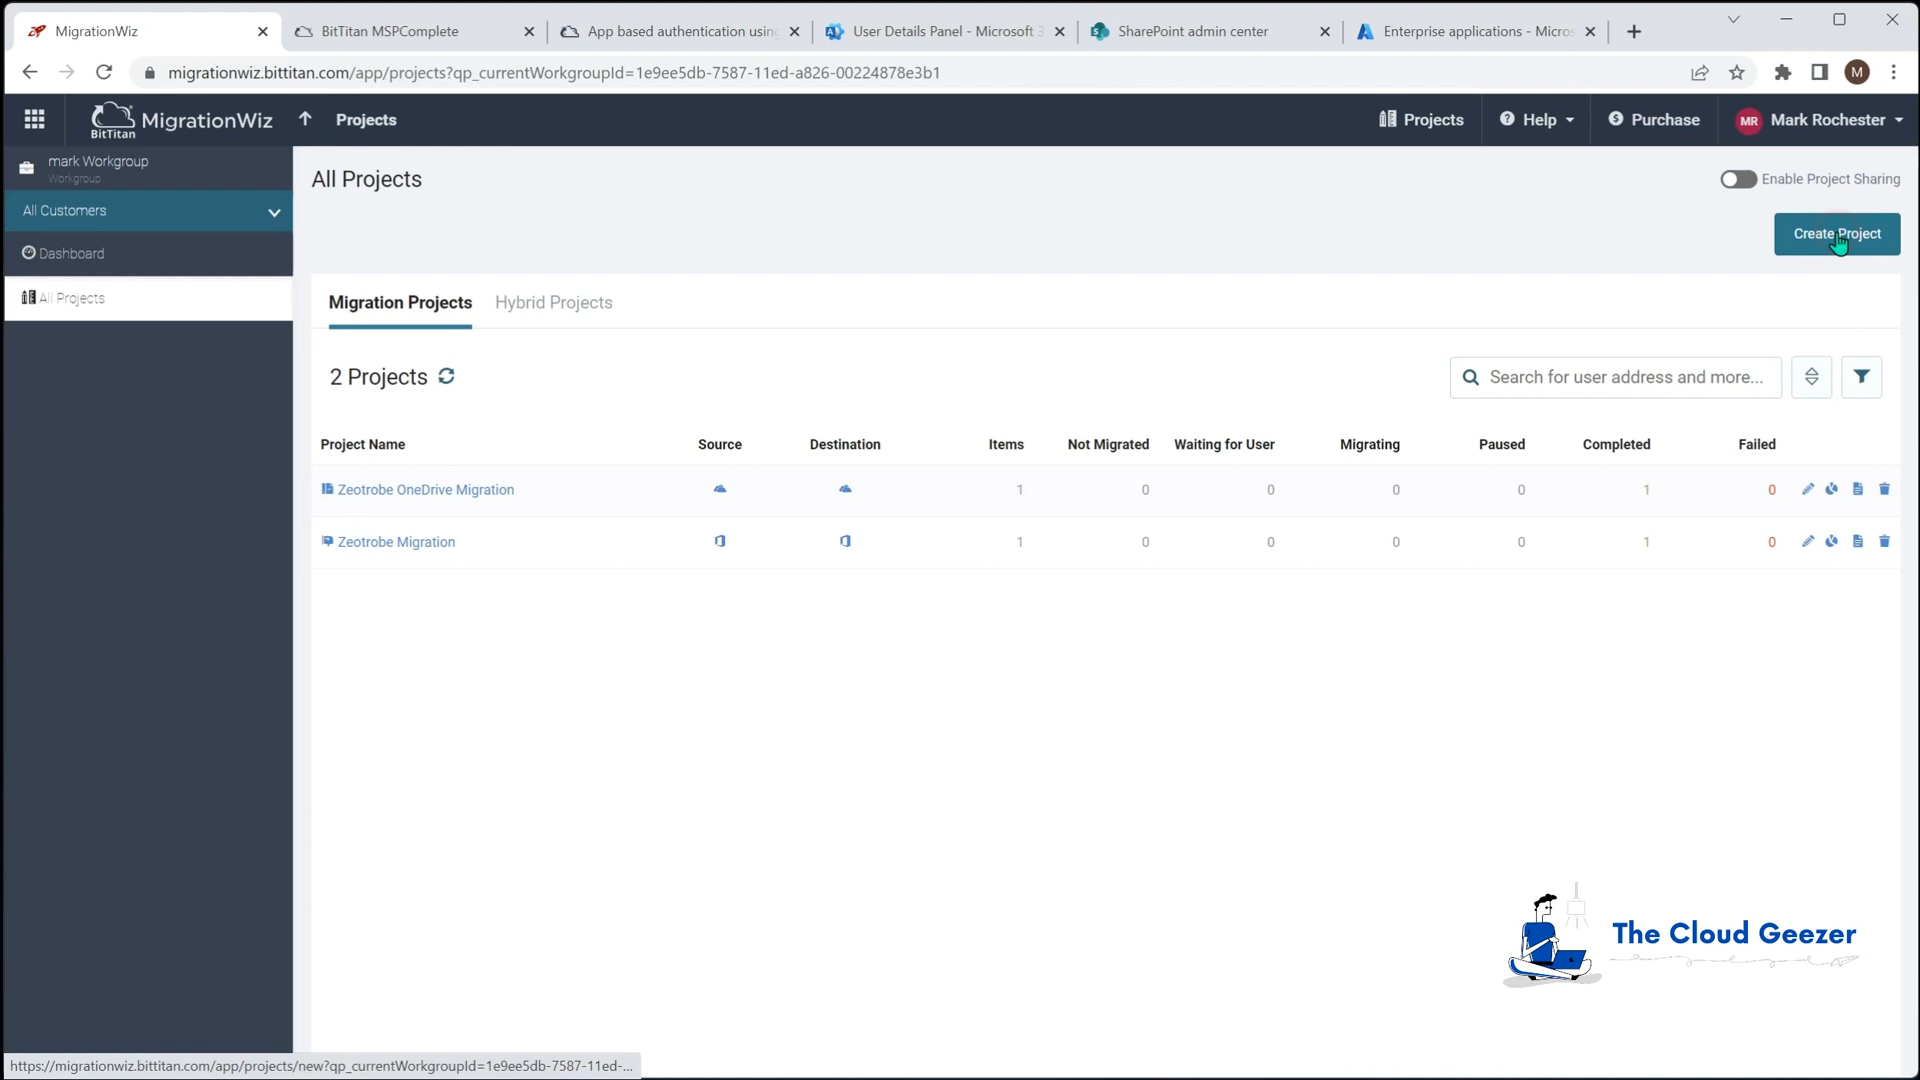 MigrationWiz
BitTitan MSPComplete
App based authentication using
User Details Panel - Microsoft 3
SharePoint admin center
Enterprise applications - Micros
migrationwiz.bittitan.com/app/projects?qp_currentWorkgroupId=1e9ee5db-7587-11ed-a826-00224878e3b1
M
BitTitan MigrationWiz
Projects
Projects
Help
Purchase
MR Mark Rochester
mark Workgroup
Workgroup
All Customers
Dashboard
All Projects
All Projects
Enable Project Sharing
Create Project
Migration Projects
Hybrid Projects
2 Projects
Search for user address and more...
Project Name Source Destination Items Not Migrated Waiting for User Migrating Paused Completed Failed
Zeotrobe OneDrive Migration 1 0 0 0 0 1 0
Zeotrobe Migration 1 0 0 0 0 1 0
The Cloud Geezer
https://migrationwiz.bittitan.com/app/projects/new?qp_currentWorkgroupId=1e9ee5db-7587-11ed-...